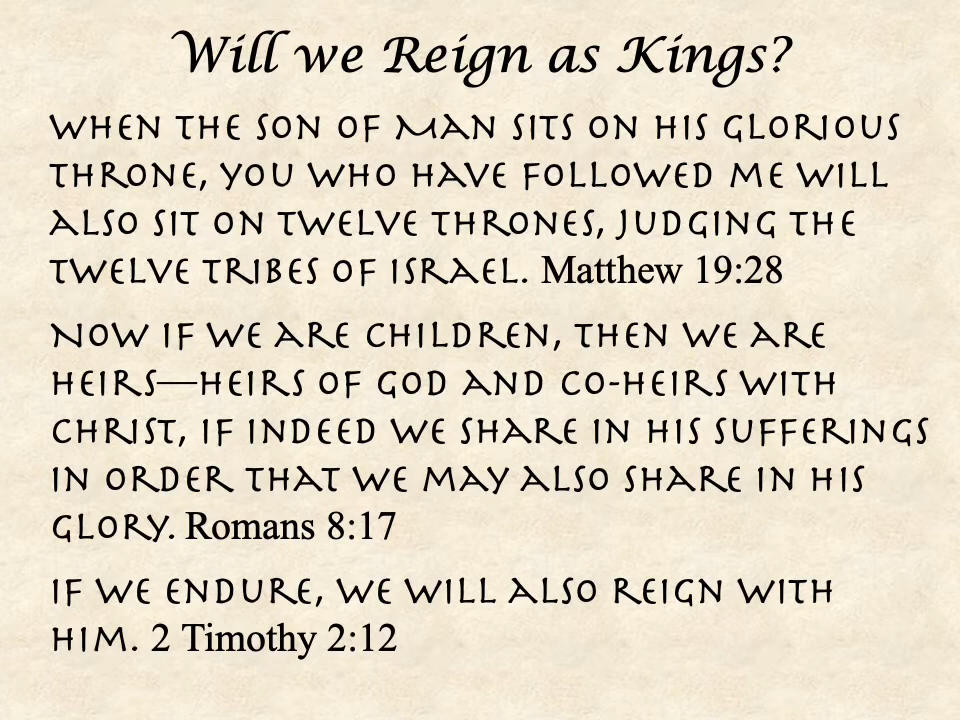 Will we Reign as Kings?
When the Son of Man sits on his glorious
throne, you who have followed me will
also sit on twelve thrones, judging the
twelve tribes of Israel. Matthew 19:28
Now if we are children, then we are
heirs—heirs of God and co-heirs with
Christ, if indeed we share in his sufferings
in order that we may also share in his
glory. Romans 8:17
If we endure, we will also reign with
him. 2 Timothy 2:12